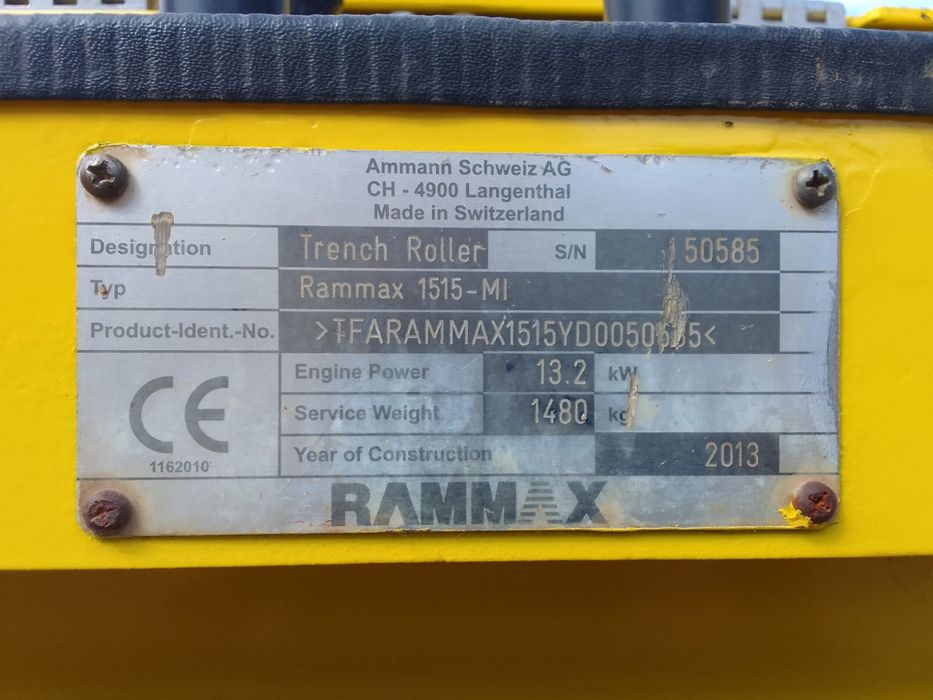 Ammann Schweiz AG
CH - 4900 Langenthal
Made in Switzerland
Designation Trench Roller S/N 50585
Typ Rammax 1515-MI
Product-Ident.-No. >TFARAMMAX1515YD0050585<
Engine Power 13.2 kW
Service Weight 1480 kg
CE
1162010
Year of Construction 2013
RAMMAX